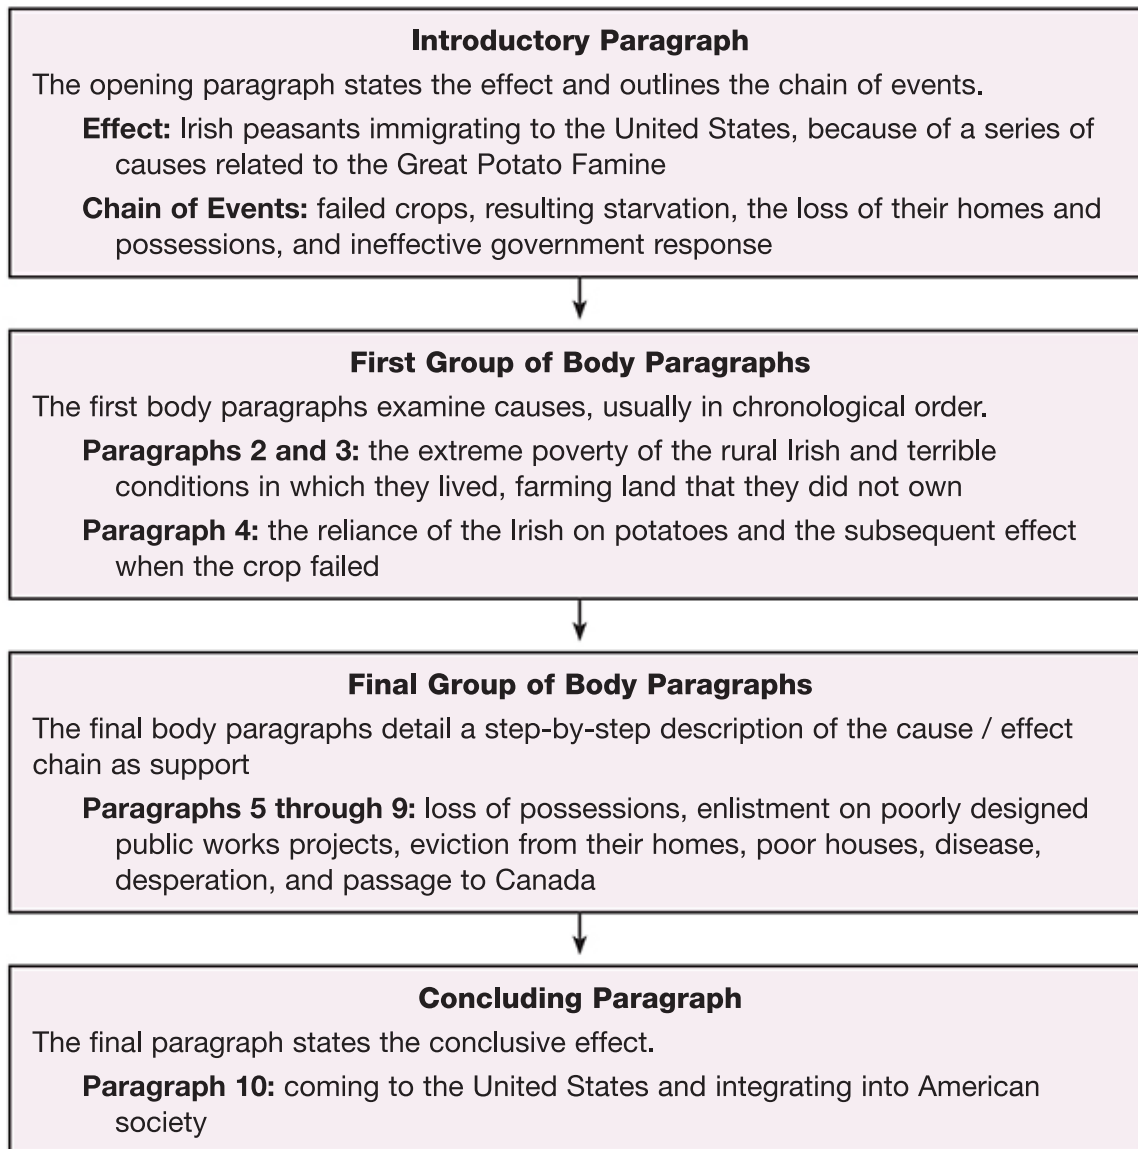 Introductory Paragraph
The opening paragraph states the effect and outlines the chain of events.
Effect: Irish peasants immigrating to the United States, because of a series of
causes related to the Great Potato Famine
Chain of Events: failed crops, resulting starvation, the loss of their homes and
possessions, and ineffective government response
First Group of Body Paragraphs
The first body paragraphs examine causes, usually in chronological order.
Paragraphs 2 and 3: the extreme poverty of the rural Irish and terrible
conditions in which they lived, farming land that they did not own
Paragraph 4: the reliance of the Irish on potatoes and the subsequent effect
when the crop failed
Final Group of Body Paragraphs
The final body paragraphs detail a step-by-step description of the cause / effect
chain as support
Paragraphs 5 through 9: loss of possessions, enlistment on poorly designed
public works projects, eviction from their homes, poor houses, disease,
desperation, and passage to Canada
Concluding Paragraph
The final paragraph states the conclusive effect.
Paragraph 10: coming to the United States and integrating into American
society